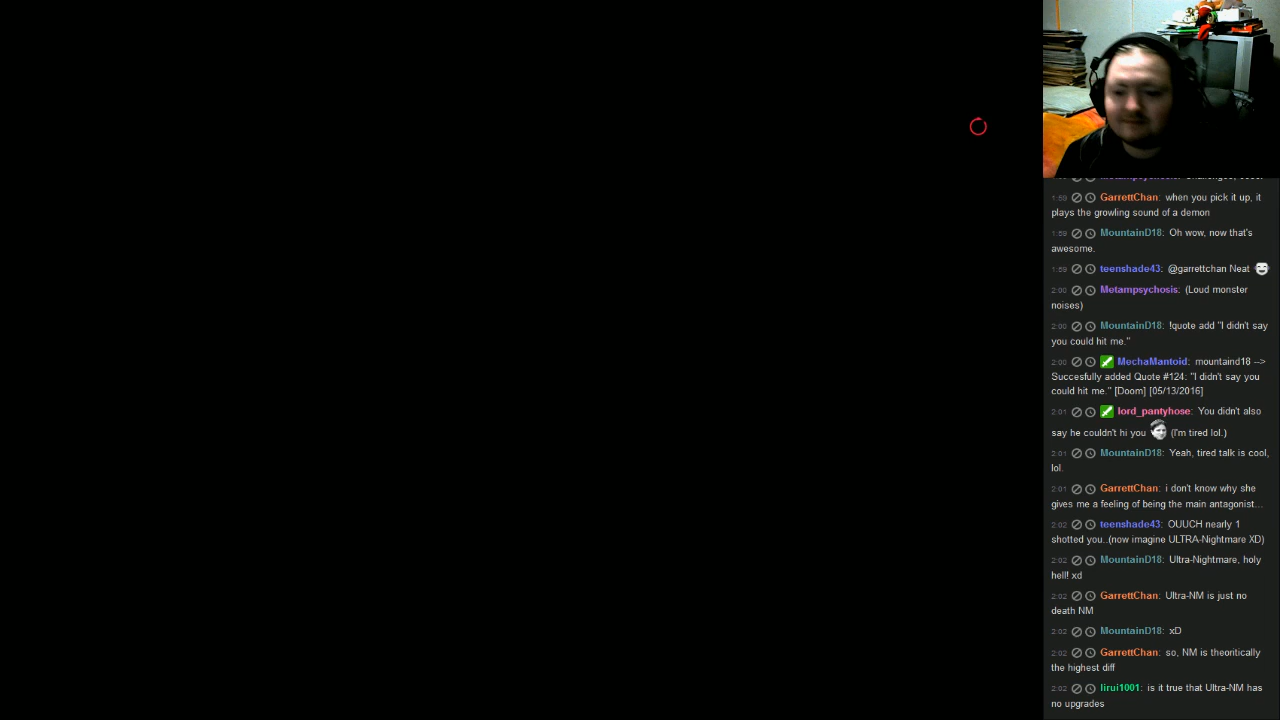 1:59 GarrettChan: when you pick it up, it
plays the growling sound of a demon
1:59 MountainD18: Oh wow, now that's
awesome.
1:59 teenshade43: @garrettchan Neat
2:00 Metampsychosis: (Loud monster
noises)
2:00 MountainD18: !quote add "I didn't say
you could hit me."
2:00 MechaMantoid: mountaind18 -->
Succesfully added Quote #124: "I didn't say you
could hit me." [Doom] [05/13/2016]
2:01 lord_pantyhose: You didn't also
say he couldn't hi you (I'm tired lol.)
2:01 MountainD18: Yeah, tired talk is cool,
lol.
2:01 GarrettChan: i don't know why she
gives me a feeling of being the main antagonist...
2:02 teenshade43: OUUCH nearly 1
shotted you..(now imagine ULTRA-Nightmare XD)
2:02 MountainD18: Ultra-Nightmare, holy
hell! xd
2:02 GarrettChan: Ultra-NM is just no
death NM
2:02 MountainD18: xD
2:02 GarrettChan: so, NM is theoritically
the highest diff
2:02 lirui1001: is it true that Ultra-NM has
no upgrades